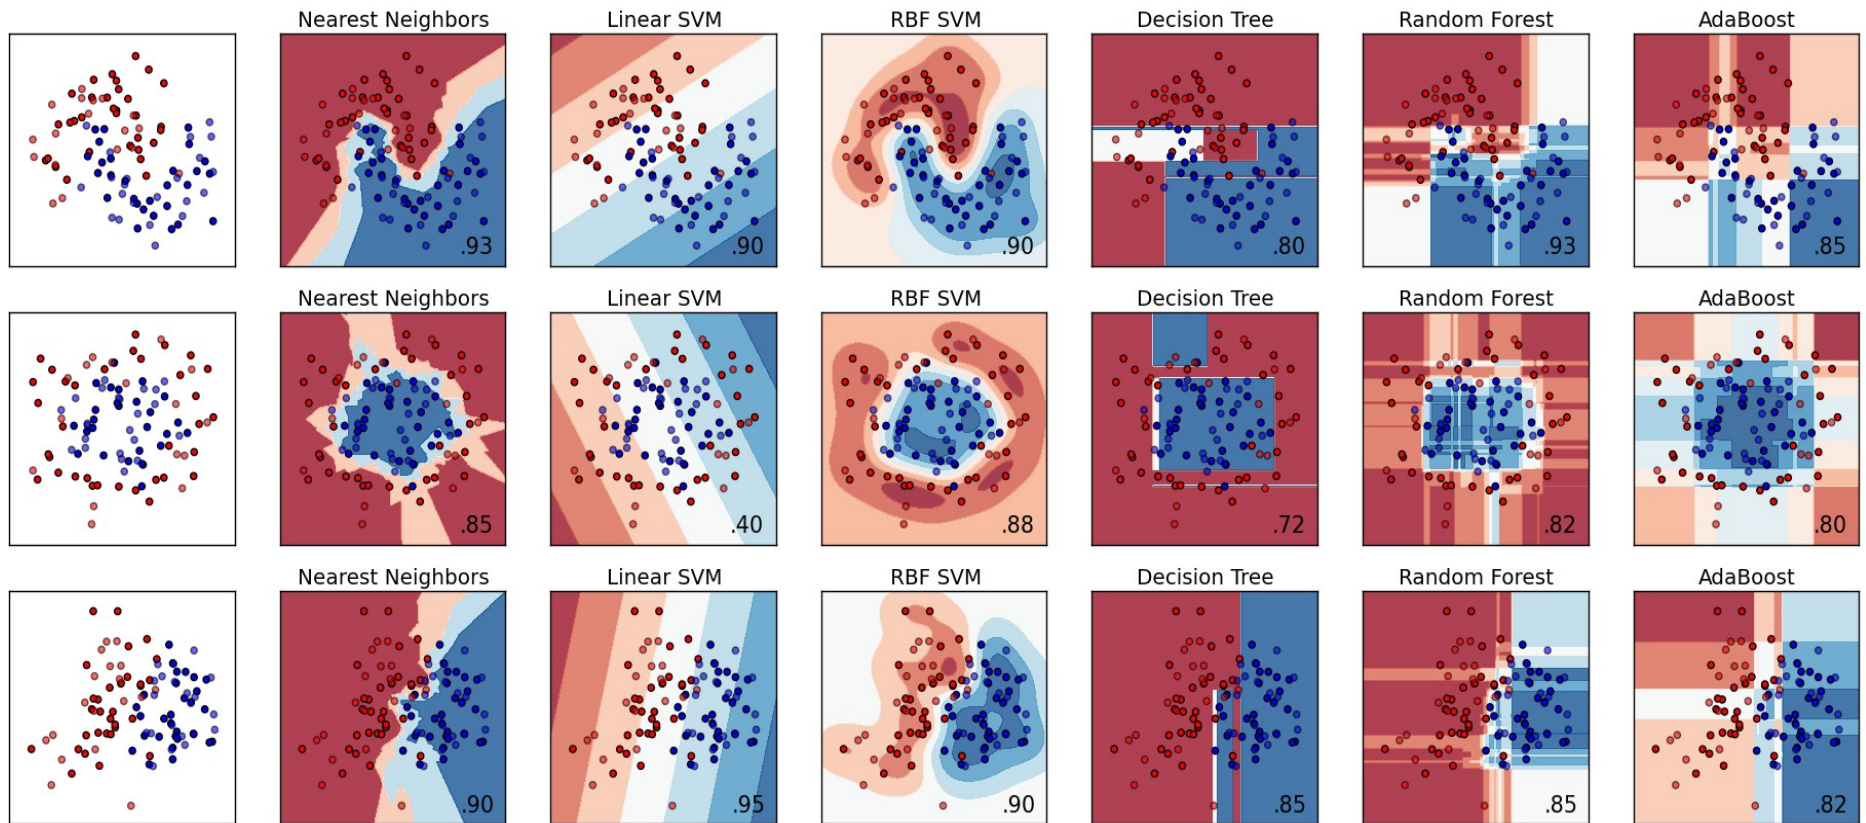 Nearest Neighbors Linear SVM RBF SVM Decision Tree Random Forest AdaBoost
.93 .90 .90 .80 .93 .85
Nearest Neighbors Linear SVM RBF SVM Decision Tree Random Forest AdaBoost
.85 .40 .88 .72 .82 .80
Nearest Neighbors Linear SVM RBF SVM Decision Tree Random Forest AdaBoost
.90 .95 .90 .85 .85 .82